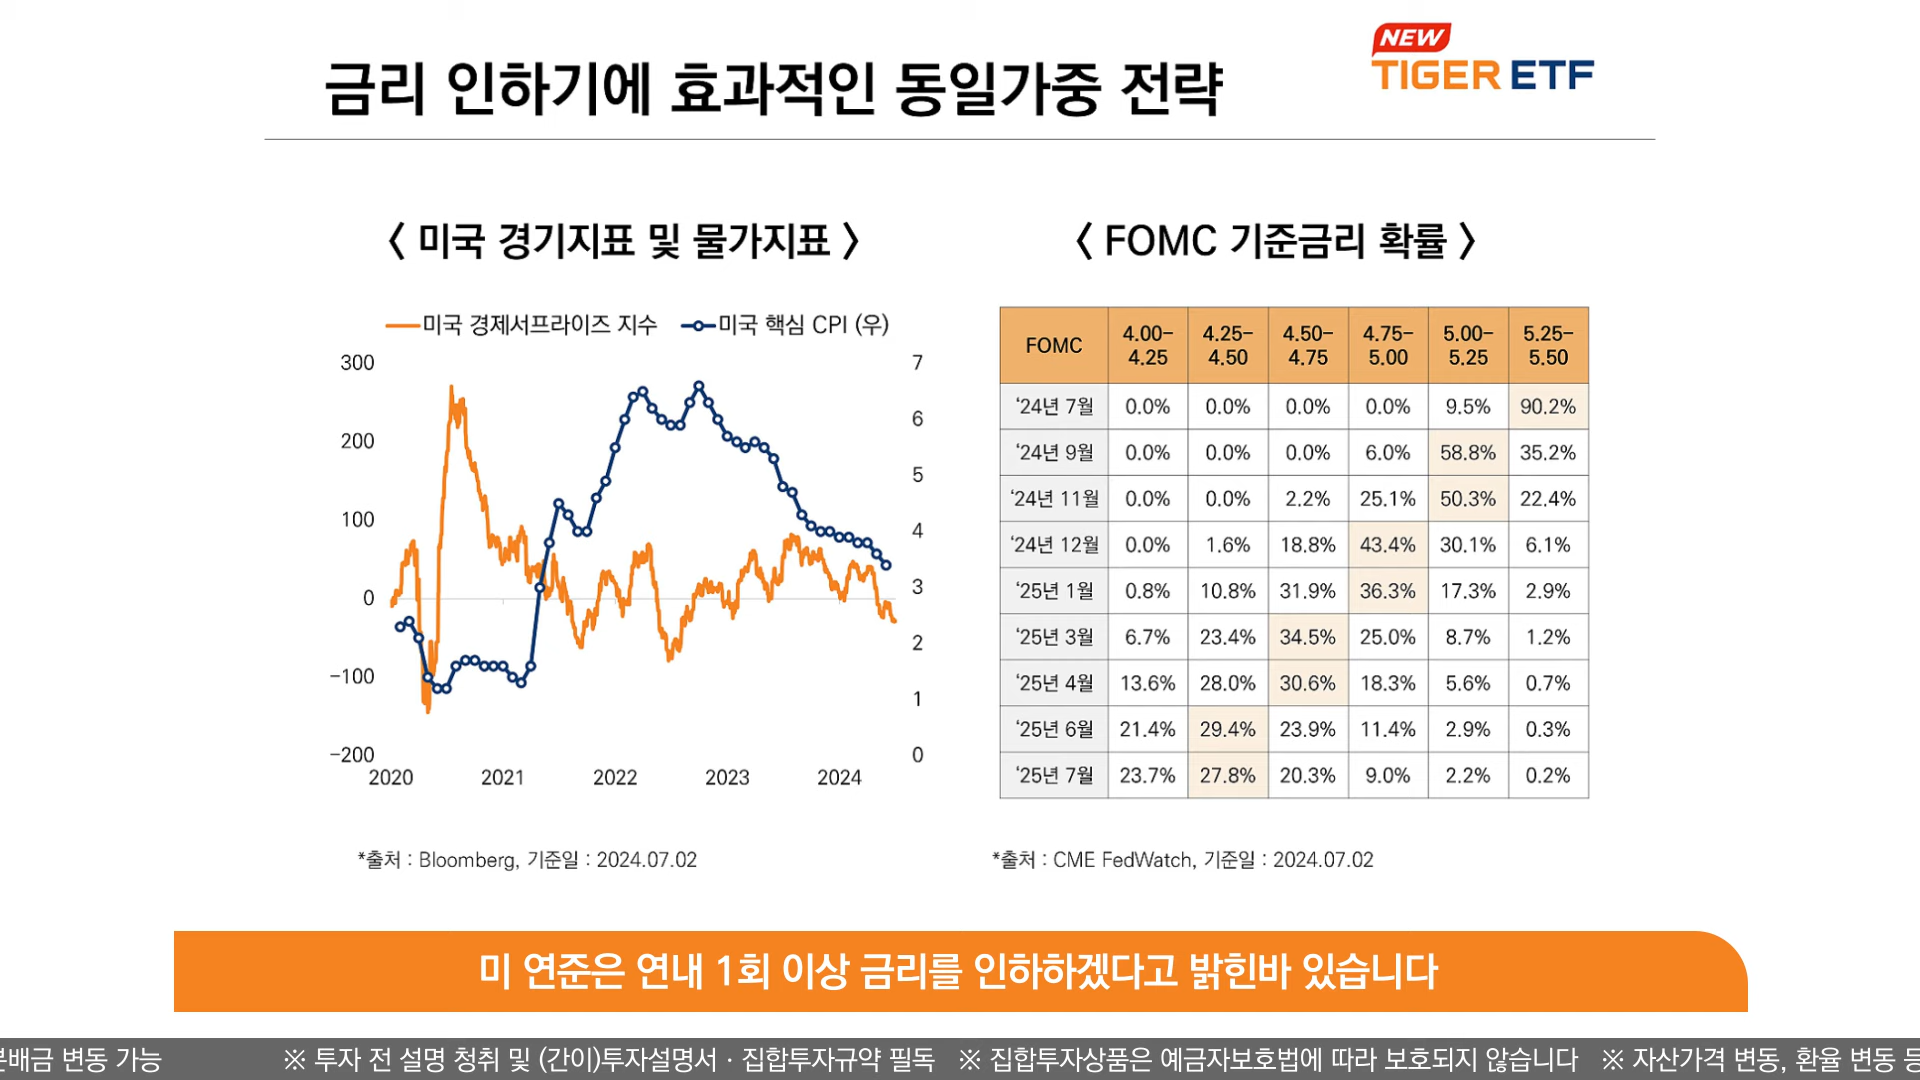 NEW
TIGER ETF
금리 인하기에 효과적인 동일가중 전략
〈 미국 경기지표 및 물가지표 〉
미국 경제서프라이즈 지수 미국 핵심 CPI (우)
300 7
200 6
5
100 4
0 3
2
-100 1
-200 0
2020 2021 2022 2023 2024
*출처 : Bloomberg, 기준일 : 2024.07.02
〈 FOMC 기준금리 확률 〉
FOMC 4.00-4.25 4.25-4.50 4.50-4.75 4.75-5.00 5.00-5.25 5.25-5.50
‘24년 7월 0.0% 0.0% 0.0% 0.0% 9.5% 90.2%
‘24년 9월 0.0% 0.0% 0.0% 6.0% 58.8% 35.2%
‘24년 11월 0.0% 0.0% 2.2% 25.1% 50.3% 22.4%
‘24년 12월 0.0% 1.6% 18.8% 43.4% 30.1% 6.1%
‘25년 1월 0.8% 10.8% 31.9% 36.3% 17.3% 2.9%
‘25년 3월 6.7% 23.4% 34.5% 25.0% 8.7% 1.2%
‘25년 4월 13.6% 28.0% 30.6% 18.3% 5.6% 0.7%
‘25년 6월 21.4% 29.4% 23.9% 11.4% 2.9% 0.3%
‘25년 7월 23.7% 27.8% 20.3% 9.0% 2.2% 0.2%
*출처 : CME FedWatch, 기준일 : 2024.07.02
미 연준은 연내 1회 이상 금리를 인하하겠다고 밝힌바 있습니다
변동 가능 ※ 투자 전 설명 청취 및 (간이)투자설명서 · 집합투자규약 필독 ※ 집합투자상품은 예금자보호법에 따라 보호되지 않습니다 ※ 자산가격 변동, 환율 변동